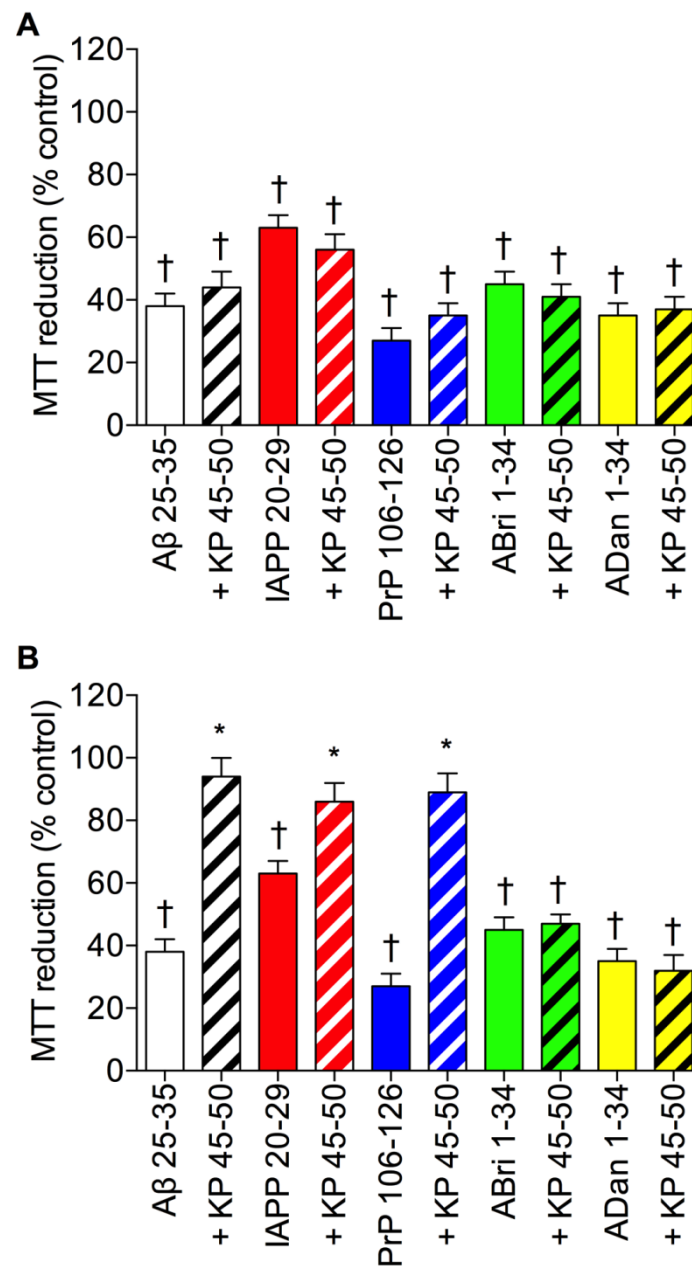 A
120
100
80
60
40
20
0
MTT reduction (% control)
† † † † † † † † † †
Aβ 25-35
+ KP 45-50
IAPP 20-29
+ KP 45-50
PrP 106-126
+ KP 45-50
ABri 1-34
+ KP 45-50
ADan 1-34
+ KP 45-50
B
120
100
80
60
40
20
0
MTT reduction (% control)
† * † * † * † † † †
Aβ 25-35
+ KP 45-50
IAPP 20-29
+ KP 45-50
PrP 106-126
+ KP 45-50
ABri 1-34
+ KP 45-50
ADan 1-34
+ KP 45-50